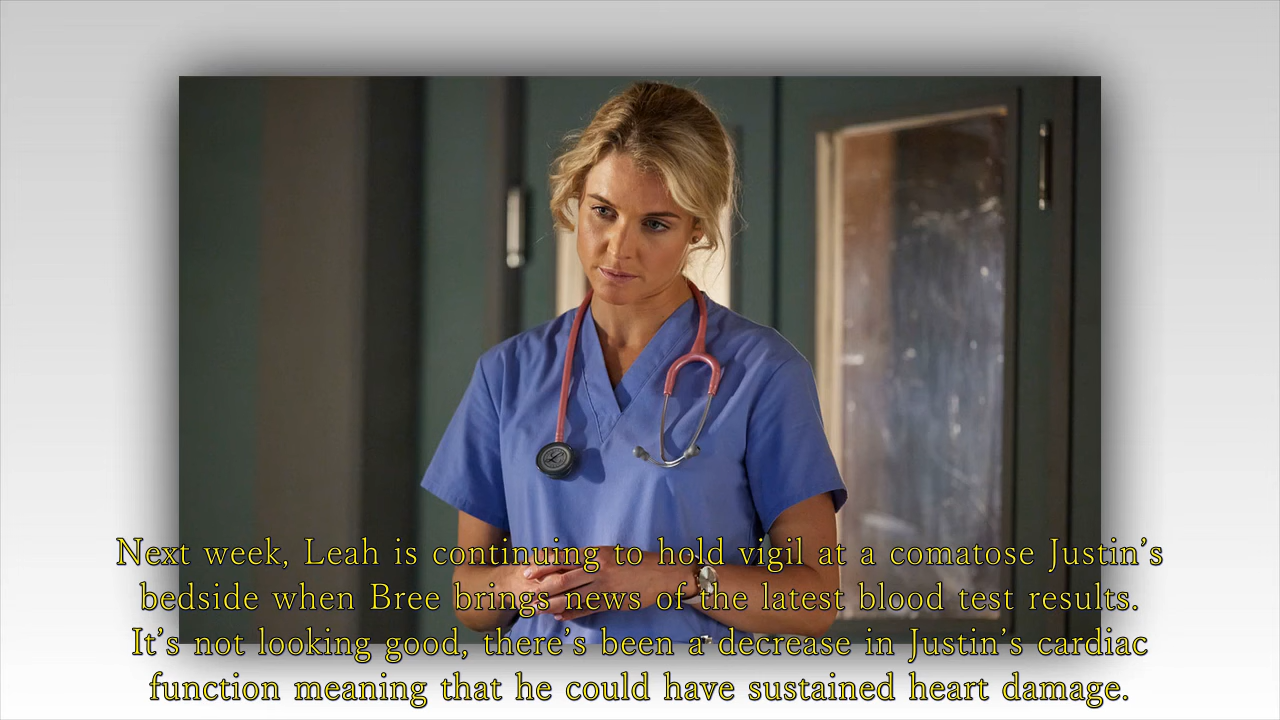 Next week, Leah is continuing to hold vigil at a comatose Justin’s
bedside when Bree brings news of the latest blood test results.
It’s not looking good, there’s been a decrease in Justin’s cardiac
function meaning that he could have sustained heart damage.